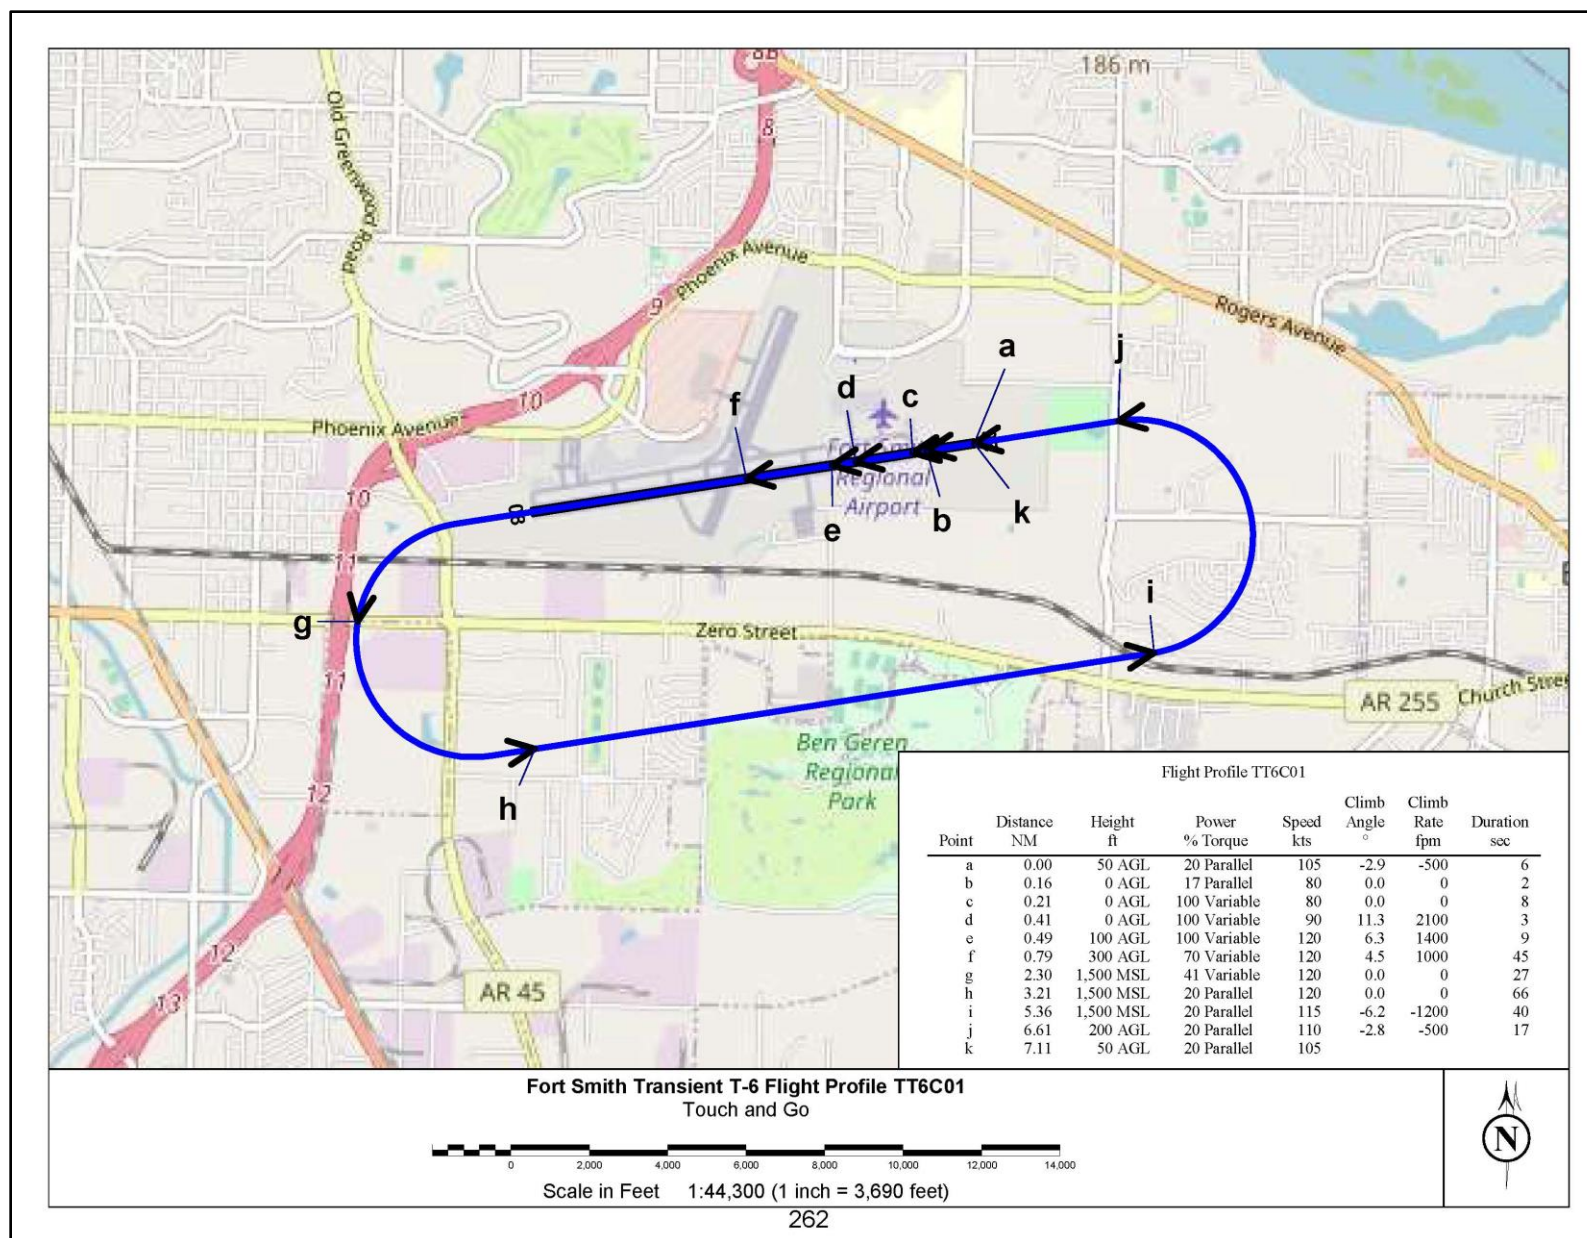 8b
186 m
8
Old Greenwood Road
Phoenix Avenue
9
Rogers Avenue
a
j
d
c
f
10
Phoenix Avenue
Fort Smith
Regional
Airport
10
08
e
b
k
11
i
g
Zero Street
11
AR 255
Church Street
Ben Geren
Regional
Park
h
12
12
13
AR 45
Flight Profile TT6C01
Climb Climb
Distance Height Power Speed Angle Rate Duration
Point NM ft % Torque kts ° fpm sec
a 0.00 50 AGL 20 Parallel 105 -2.9 -500 6
b 0.16 0 AGL 17 Parallel 80 0.0 0 2
c 0.21 0 AGL 100 Variable 80 0.0 0 8
d 0.41 0 AGL 100 Variable 90 11.3 2100 3
e 0.49 100 AGL 100 Variable 120 6.3 1400 9
f 0.79 300 AGL 70 Variable 120 4.5 1000 45
g 2.30 1,500 MSL 41 Variable 120 0.0 0 27
h 3.21 1,500 MSL 20 Parallel 120 0.0 0 66
i 5.36 1,500 MSL 20 Parallel 115 -6.2 -1200 40
j 6.61 200 AGL 20 Parallel 110 -2.8 -500 17
k 7.11 50 AGL 20 Parallel 105
Fort Smith Transient T-6 Flight Profile TT6C01
Touch and Go
0 2,000 4,000 6,000 8,000 10,000 12,000 14,000
Scale in Feet 1:44,300 (1 inch = 3,690 feet)
N
262